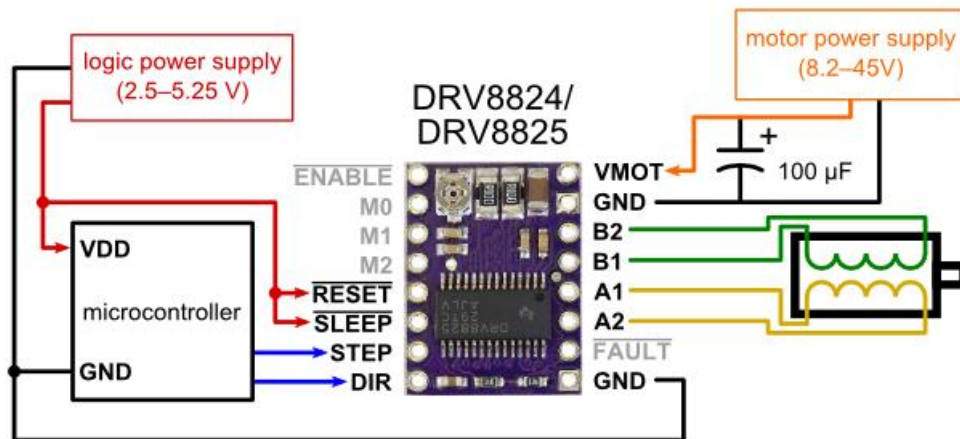 logic power supply
(2.5–5.25 V)
motor power supply
(8.2–45V)
DRV8824/
DRV8825
ENABLE
M0
M1
M2
RESET
SLEEP
STEP
DIR
VMOT
GND
B2
B1
A1
A2
FAULT
GND
+
100 µF
VDD
microcontroller
GND
DRV8825